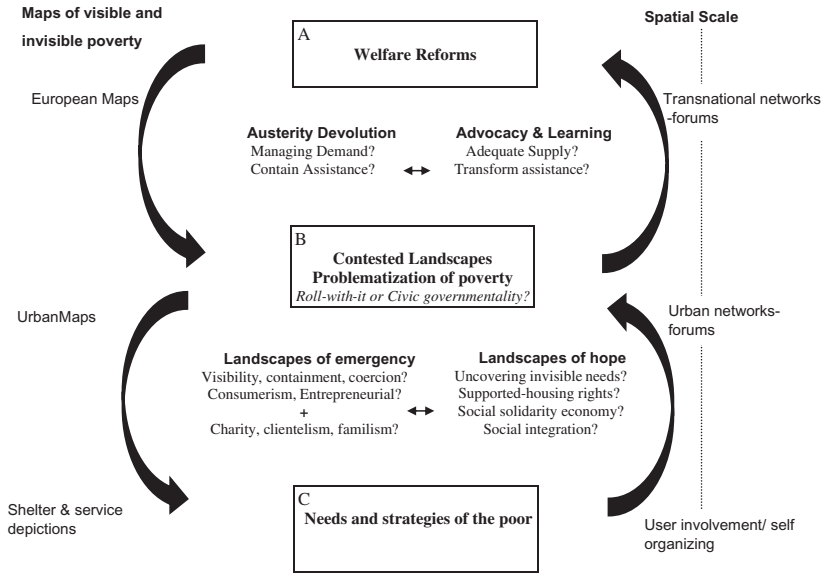 Maps of visible and
invisible poverty
Spatial Scale
A
Welfare Reforms
European Maps
Transnational networks
-forums
Austerity Devolution
Managing Demand?
Contain Assistance?
Advocacy & Learning
Adequate Supply?
Transform assistance?
B
Contested Landscapes
Problematization of poverty
Roll-with-it or Civic governmentality?
UrbanMaps
Urban networks-
forums
Landscapes of emergency
Visibility, containment, coercion?
Consumerism, Entrepreneurial?
+
Charity, clientelism, familism?
Landscapes of hope
Uncovering invisible needs?
Supported-housing rights?
Social solidarity economy?
Social integration?
C
Needs and strategies of the poor
Shelter & service
depictions
User involvement/ self
organizing